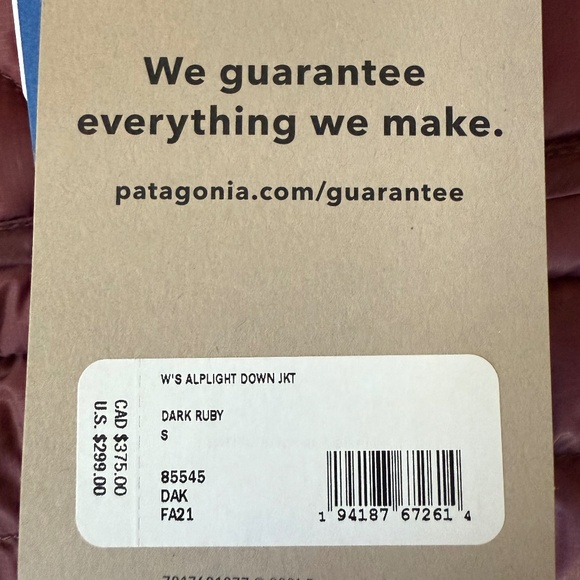 We guarantee
everything we make.
patagonia.com/guarantee
W'S ALPLIGHT DOWN JKT
DARK RUBY
S
85545
DAK
FA21
1 94187 67261 4
CAD $375.00
U.S. $299.00